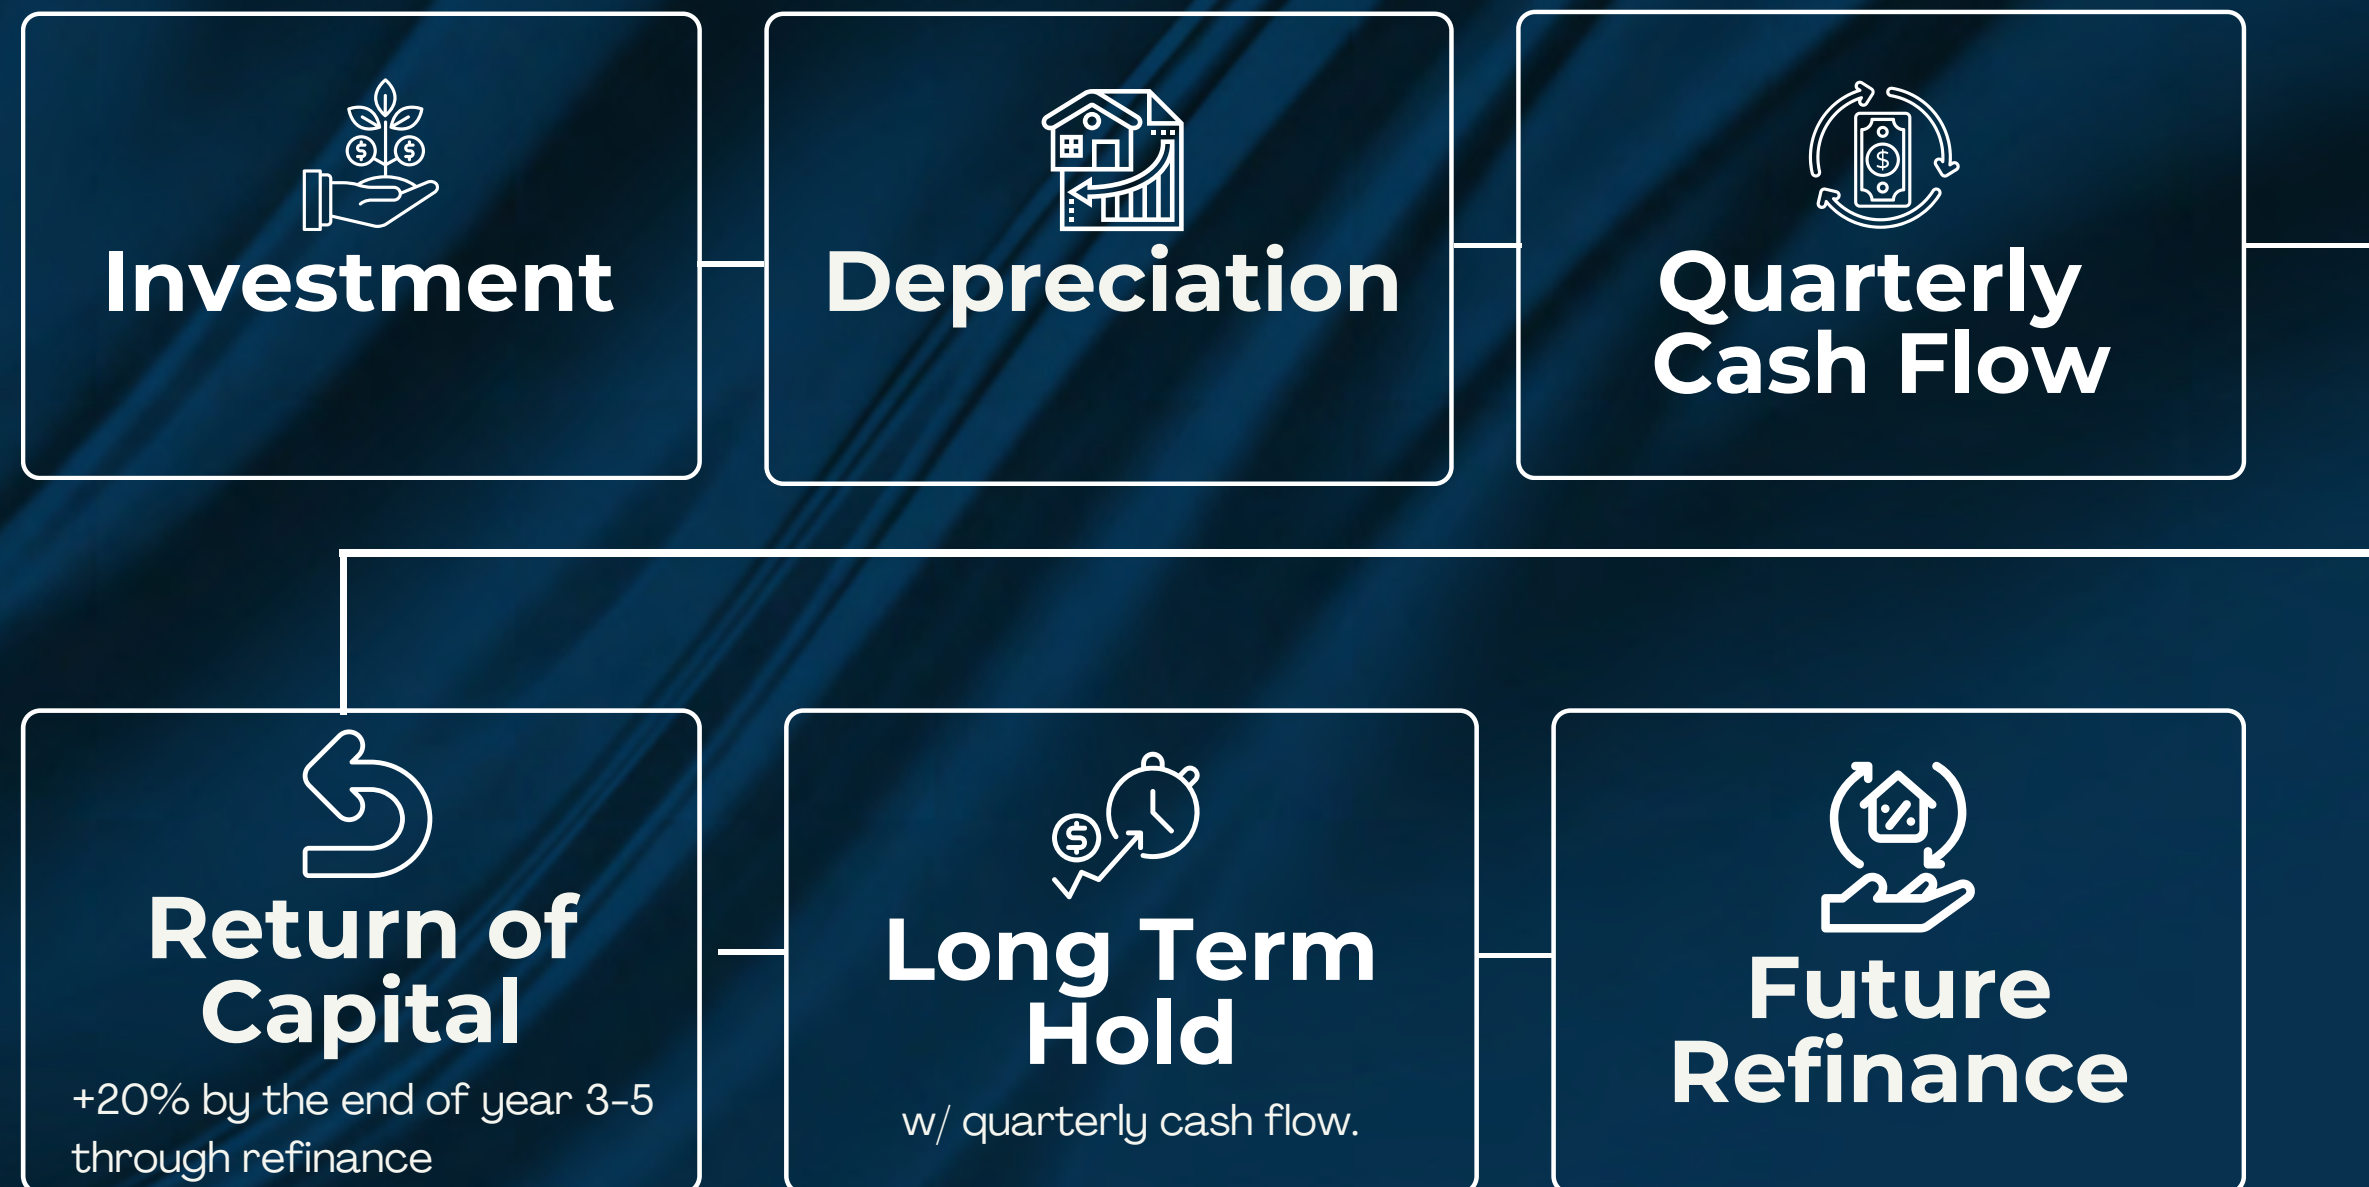 Investment
Depreciation
Quarterly
Cash Flow
Return of
Capital
+20% by the end of year 3-5
through refinance
Long Term
Hold
w/ quarterly cash flow.
Future
Refinance